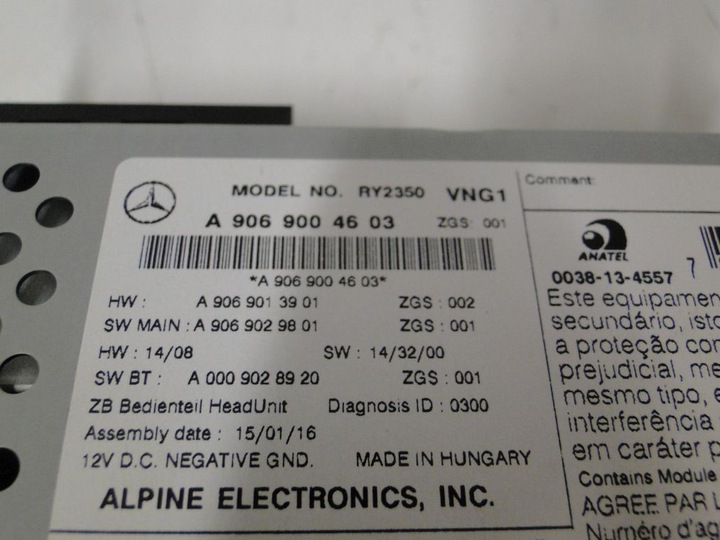 MODEL NO. RY2350 VNG1
A 906 900 46 03 ZGS: 001
*A 906 900 46 03*
HW : A 906 901 39 01 ZGS : 002
SW MAIN : A 906 902 98 01 ZGS : 001
HW : 14/08 SW : 14/32/00
SW BT : A 000 902 89 20 ZGS : 001
ZB Bedienteil HeadUnit Diagnosis ID : 0300
Assembly date : 15/01/16
12V D.C. NEGATIVE GND. MADE IN HUNGARY
ALPINE ELECTRONICS, INC.
Comment:
ANATEL
0038-13-4557
7
Este equipamen
secundário, isto
a proteção con
prejudicial, me
mesmo tipo, e
interferência
em caráter p
Contains Module
AGREE PAR L
Numéro d'ag